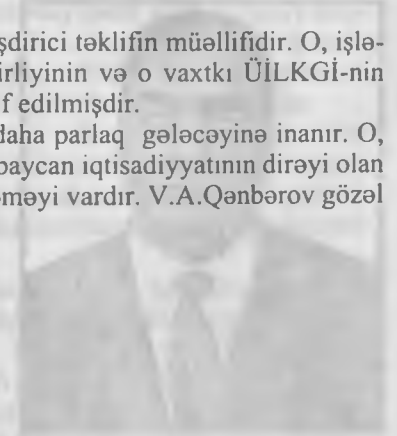 şdirici təklifin müəllifidir. O, işlə-
irliyinin və o vaxtkı ÜİLKGİ-nin
f edilmişdir.
daha parlaq gələcəyinə inanır. O,
baycan iqtisadiyyatının dirəyi olan
əməyi vardır. V.A.Qənbərov gözəl